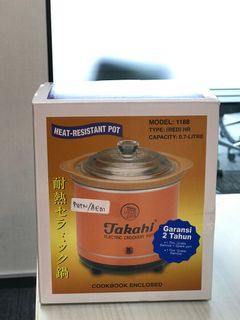 MODEL: 1188
TYPE: (RED) HR
CAPACITY: 0.7-LITRE
HEAT-RESISTANT POT
耐熱セラミック鍋
Takahi
ELECTRIC CROCKERY POT
Garansi
2 Tahun
COOKBOOK ENCLOSED